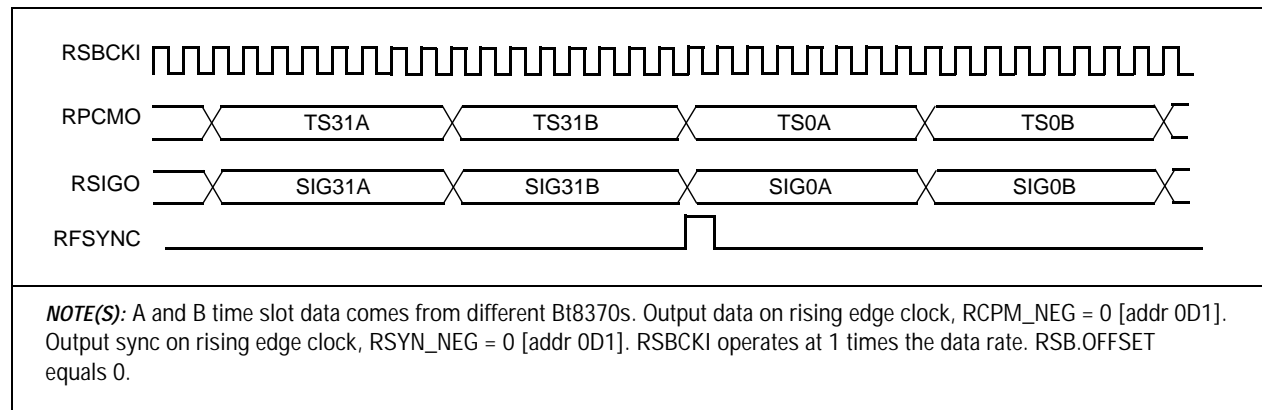 RSBCKI
RPCMO TS31A TS31B TS0A TS0B
RSIGO SIG31A SIG31B SIG0A SIG0B
RFSYNC
NOTE(S): A and B time slot data comes from different Bt8370s. Output data on rising edge clock, RCPM_NEG = 0 [addr 0D1].
Output sync on rising edge clock, RSYN_NEG = 0 [addr 0D1]. RSBCKI operates at 1 times the data rate. RSB.OFFSET
equals 0.